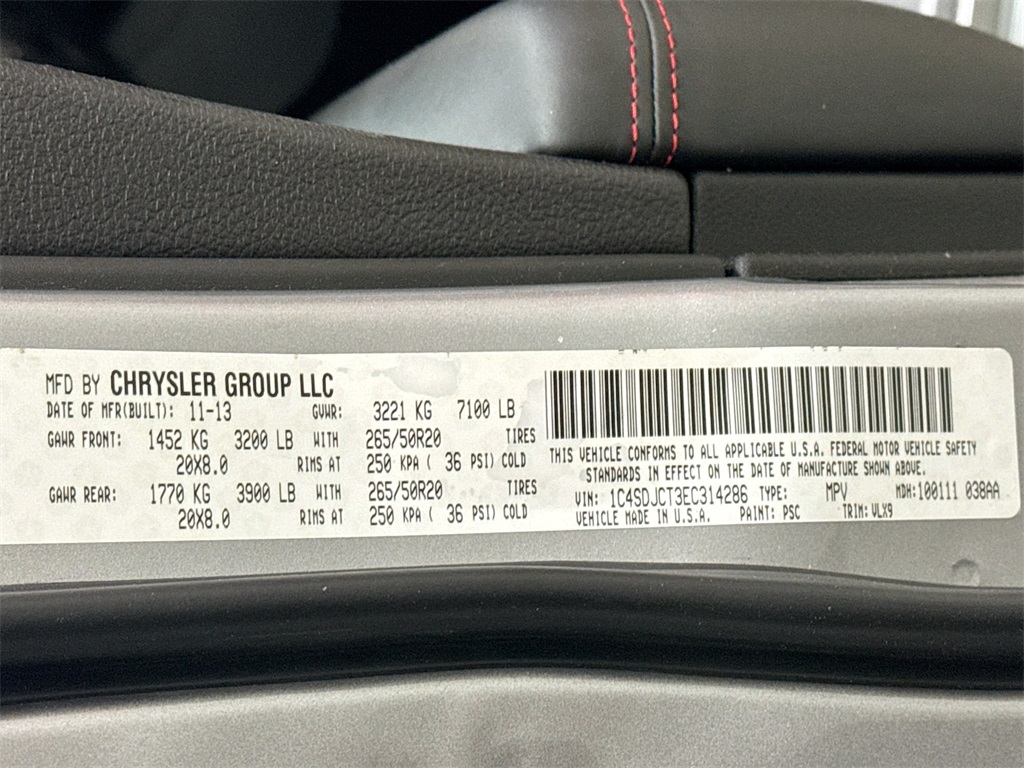 MFD BY CHRYSLER GROUP LLC
DATE OF MFR(BUILT): 11-13 GVWR: 3221 KG 7100 LB
GAWR FRONT: 1452 KG 3200 LB WITH 265/50R20 TIRES
20X8.0 RIMS AT 250 KPA ( 36 PSI) COLD
GAWR REAR: 1770 KG 3900 LB WITH 265/50R20 TIRES
20X8.0 RIMS AT 250 KPA ( 36 PSI) COLD
THIS VEHICLE CONFORMS TO ALL APPLICABLE U.S.A. FEDERAL MOTOR VEHICLE SAFETY
STANDARDS IN EFFECT ON THE DATE OF MANUFACTURE SHOWN ABOVE.
VIN: 1C4SDJCT3EC314286 TYPE: MPV MDH:100111 038AA
VEHICLE MADE IN U.S.A. PAINT: PSC TRIM: VLX9